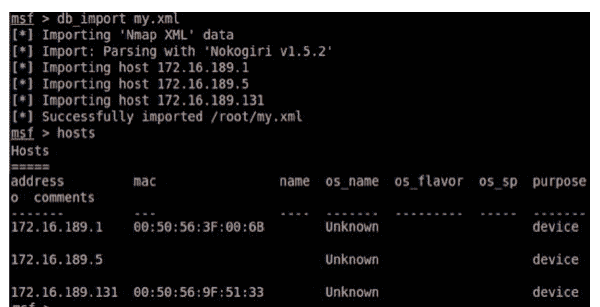 msf > db_import my.xml
[*] Importing 'Nmap XML' data
[*] Import: Parsing with 'Nokogiri v1.5.2'
[*] Importing host 172.16.189.1
[*] Importing host 172.16.189.5
[*] Importing host 172.16.189.131
[*] Successfully imported /root/my.xml
msf > hosts
Hosts
=====
address mac name os_name os_flavor os_sp purpose
o comments
------- --- ---- ------- --------- ----- -------
172.16.189.1 00:50:56:3F:00:6B Unknown device
172.16.189.5 Unknown device
172.16.189.131 00:50:56:9F:51:33 Unknown device
msf >